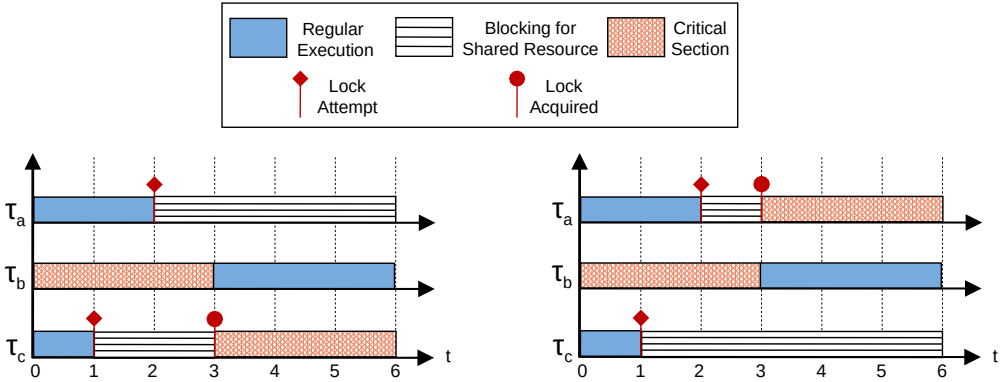 Regular
Execution
Blocking for
Shared Resource
Critical
Section
Lock
Attempt
Lock
Acquired
τa
τb
τc
0 1 2 3 4 5 6 t
τa
τb
τc
0 1 2 3 4 5 6 t